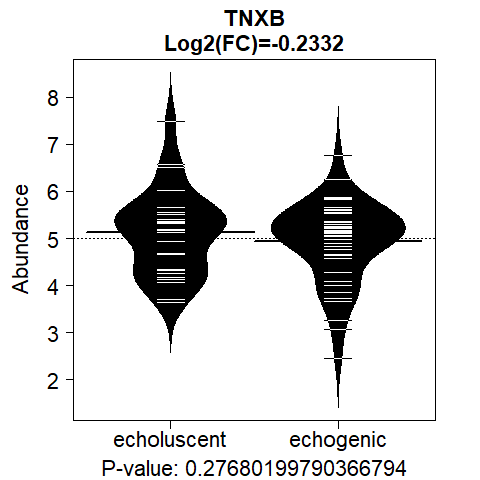 TNXB
Log2(FC)=-0.2332
Abundance
8
7
6
5
4
3
2
echoluscent echogenic
P-value: 0.27680199790366794